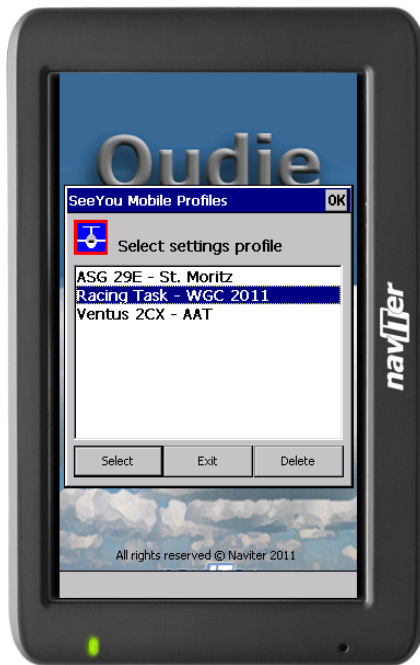 Oudie
SeeYou Mobile Profiles OK
Select settings profile
ASG 29E - St. Moritz
Racing Task - WGC 2011
Ventus 2CX - AAT
Select Exit Delete
All rights reserved © Naviter 2011
naviter